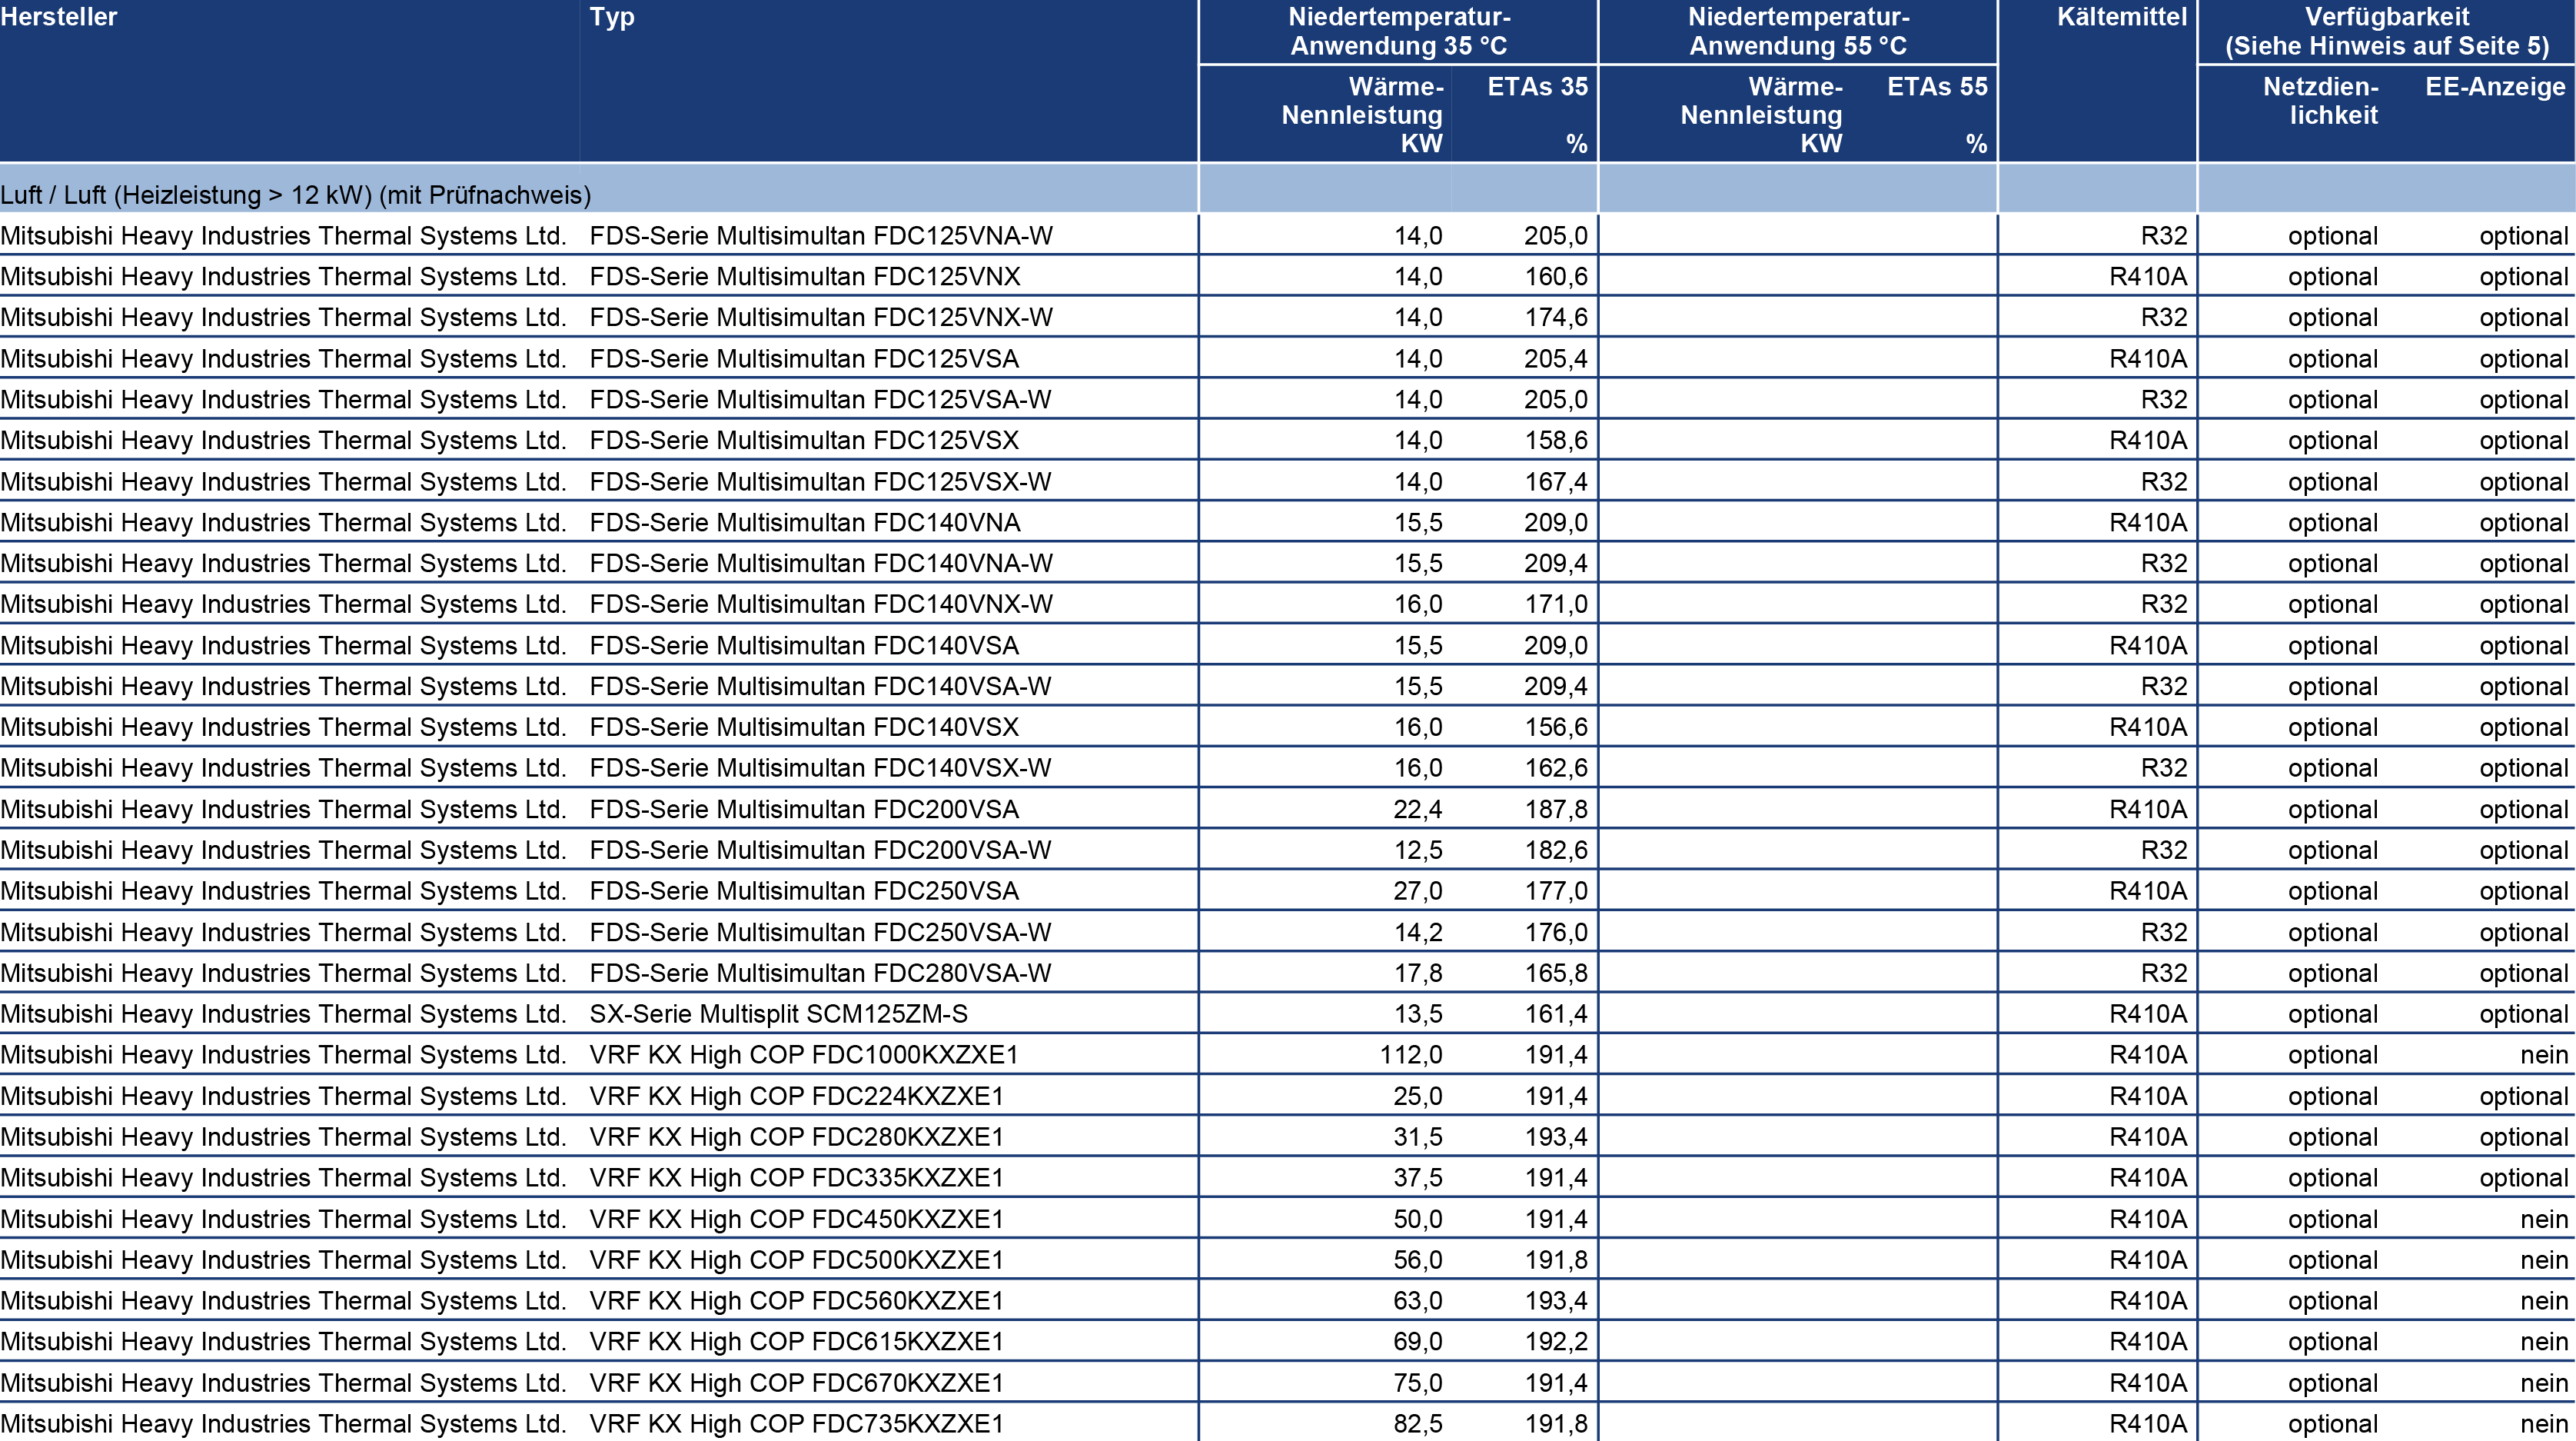 Hersteller Typ Niedertemperatur- Niedertemperatur- Kältemittel Verfügbarkeit
Anwendung 35 °C Anwendung 55 °C (Siehe Hinweis auf Seite 5)
Wärme- ETAs 35 Wärme- ETAs 55 Netzdien- EE-Anzeige
Nennleistung Nennleistung lichkeit
KW % KW %
Luft / Luft (Heizleistung > 12 kW) (mit Prüfnachweis)
Mitsubishi Heavy Industries Thermal Systems Ltd. FDS-Serie Multisimultan FDC125VNA-W 14,0 205,0 R32 optional optional
Mitsubishi Heavy Industries Thermal Systems Ltd. FDS-Serie Multisimultan FDC125VNX 14,0 160,6 R410A optional optional
Mitsubishi Heavy Industries Thermal Systems Ltd. FDS-Serie Multisimultan FDC125VNX-W 14,0 174,6 R32 optional optional
Mitsubishi Heavy Industries Thermal Systems Ltd. FDS-Serie Multisimultan FDC125VSA 14,0 205,4 R410A optional optional
Mitsubishi Heavy Industries Thermal Systems Ltd. FDS-Serie Multisimultan FDC125VSA-W 14,0 205,0 R32 optional optional
Mitsubishi Heavy Industries Thermal Systems Ltd. FDS-Serie Multisimultan FDC125VSX 14,0 158,6 R410A optional optional
Mitsubishi Heavy Industries Thermal Systems Ltd. FDS-Serie Multisimultan FDC125VSX-W 14,0 167,4 R32 optional optional
Mitsubishi Heavy Industries Thermal Systems Ltd. FDS-Serie Multisimultan FDC140VNA 15,5 209,0 R410A optional optional
Mitsubishi Heavy Industries Thermal Systems Ltd. FDS-Serie Multisimultan FDC140VNA-W 15,5 209,4 R32 optional optional
Mitsubishi Heavy Industries Thermal Systems Ltd. FDS-Serie Multisimultan FDC140VNX-W 16,0 171,0 R32 optional optional
Mitsubishi Heavy Industries Thermal Systems Ltd. FDS-Serie Multisimultan FDC140VSA 15,5 209,0 R410A optional optional
Mitsubishi Heavy Industries Thermal Systems Ltd. FDS-Serie Multisimultan FDC140VSA-W 15,5 209,4 R32 optional optional
Mitsubishi Heavy Industries Thermal Systems Ltd. FDS-Serie Multisimultan FDC140VSX 16,0 156,6 R410A optional optional
Mitsubishi Heavy Industries Thermal Systems Ltd. FDS-Serie Multisimultan FDC140VSX-W 16,0 162,6 R32 optional optional
Mitsubishi Heavy Industries Thermal Systems Ltd. FDS-Serie Multisimultan FDC200VSA 22,4 187,8 R410A optional optional
Mitsubishi Heavy Industries Thermal Systems Ltd. FDS-Serie Multisimultan FDC200VSA-W 12,5 182,6 R32 optional optional
Mitsubishi Heavy Industries Thermal Systems Ltd. FDS-Serie Multisimultan FDC250VSA 27,0 177,0 R410A optional optional
Mitsubishi Heavy Industries Thermal Systems Ltd. FDS-Serie Multisimultan FDC250VSA-W 14,2 176,0 R32 optional optional
Mitsubishi Heavy Industries Thermal Systems Ltd. FDS-Serie Multisimultan FDC280VSA-W 17,8 165,8 R32 optional optional
Mitsubishi Heavy Industries Thermal Systems Ltd. SX-Serie Multisplit SCM125ZM-S 13,5 161,4 R410A optional optional
Mitsubishi Heavy Industries Thermal Systems Ltd. VRF KX High COP FDC1000KXZXE1 112,0 191,4 R410A optional nein
Mitsubishi Heavy Industries Thermal Systems Ltd. VRF KX High COP FDC224KXZXE1 25,0 191,4 R410A optional optional
Mitsubishi Heavy Industries Thermal Systems Ltd. VRF KX High COP FDC280KXZXE1 31,5 193,4 R410A optional optional
Mitsubishi Heavy Industries Thermal Systems Ltd. VRF KX High COP FDC335KXZXE1 37,5 191,4 R410A optional optional
Mitsubishi Heavy Industries Thermal Systems Ltd. VRF KX High COP FDC450KXZXE1 50,0 191,4 R410A optional nein
Mitsubishi Heavy Industries Thermal Systems Ltd. VRF KX High COP FDC500KXZXE1 56,0 191,8 R410A optional nein
Mitsubishi Heavy Industries Thermal Systems Ltd. VRF KX High COP FDC560KXZXE1 63,0 193,4 R410A optional nein
Mitsubishi Heavy Industries Thermal Systems Ltd. VRF KX High COP FDC615KXZXE1 69,0 192,2 R410A optional nein
Mitsubishi Heavy Industries Thermal Systems Ltd. VRF KX High COP FDC670KXZXE1 75,0 191,4 R410A optional nein
Mitsubishi Heavy Industries Thermal Systems Ltd. VRF KX High COP FDC735KXZXE1 82,5 191,8 R410A optional nein